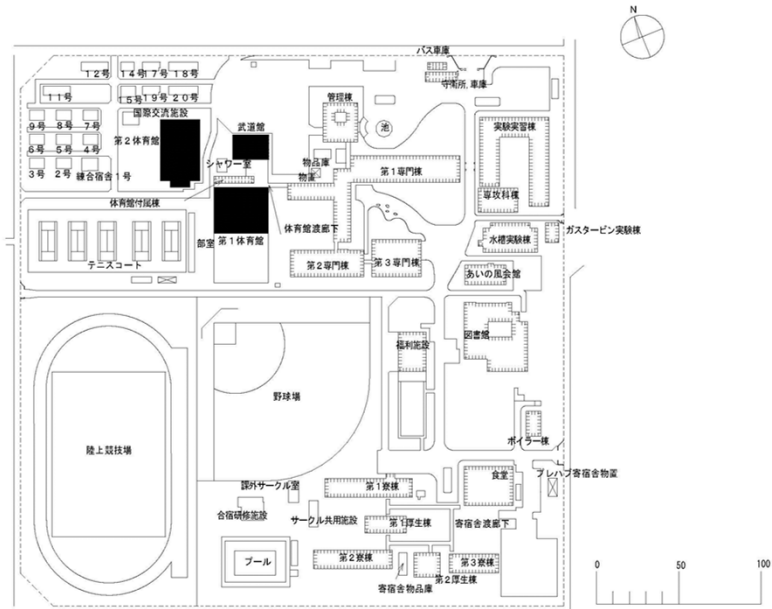 N
バス車庫
守衛所, 車庫
12号 14号 17号 18号
11号
15号 19号 20号
国際交流施設
9号 8号 7号
第2体育館
武道館
管理棟
池
実験実習棟
6号 5号 4号
シャワー室
物品庫
物置
第1専門棟
3号 2号 練合宿舎1号
専攻科棟
体育館付属棟
体育館渡廊下
部室
第1体育館
水槽実験棟
ガスタービン実験棟
テニスコート
第2専門棟
第3専門棟
あいの風会館
図書館
福利施設
野球場
陸上競技場
ボイラー棟
課外サークル室
第1寮棟
食堂
プレハブ寄宿舎物置
合宿研修施設
サークル共用施設
第1厚生棟
寄宿舎渡廊下
プール
第2寮棟
第3寮棟
第2厚生棟
寄宿舎物品庫
0 50 100